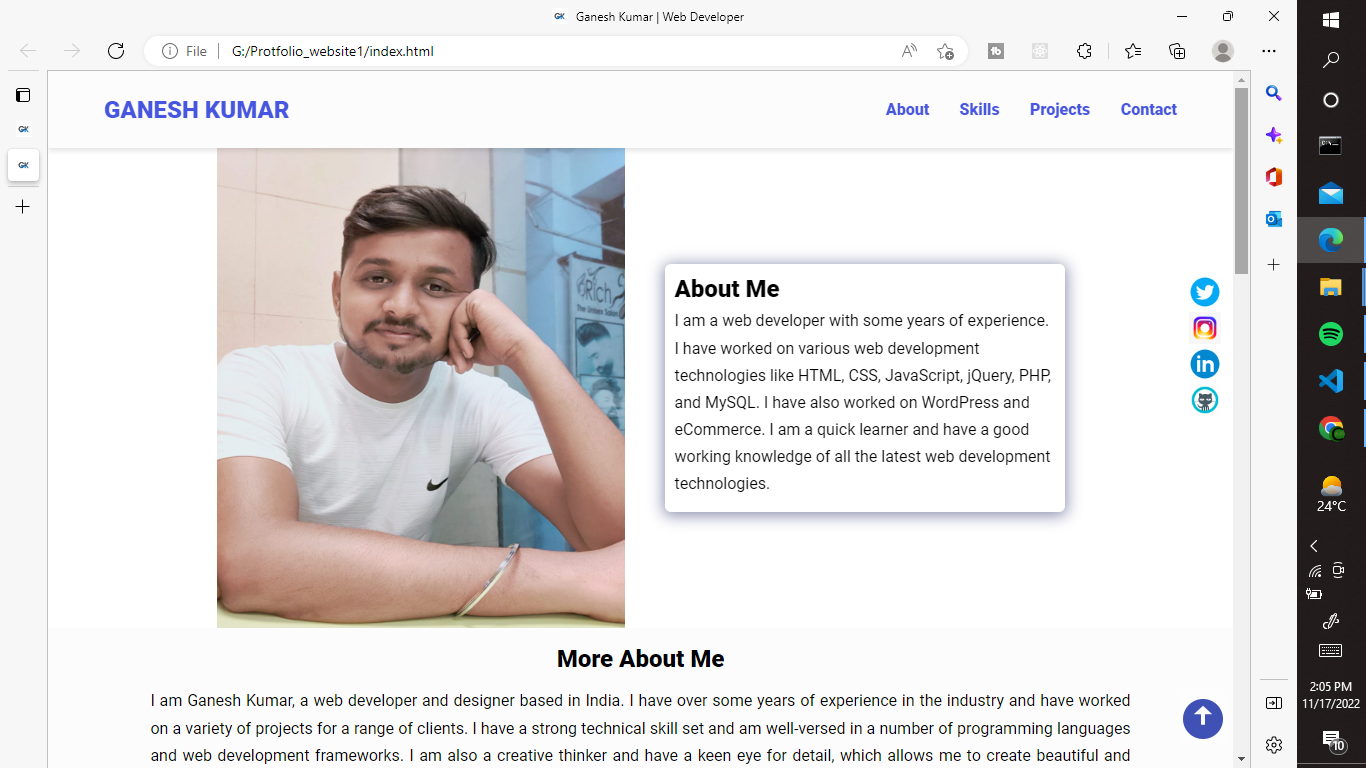 GK Ganesh Kumar | Web Developer
File G:/Protfolio_website1/index.html
GK
GK
GANESH KUMAR
About Skills Projects Contact
Rich
The Unisex Salon
About Me
I am a web developer with some years of experience.
I have worked on various web development
technologies like HTML, CSS, JavaScript, jQuery, PHP,
and MySQL. I have also worked on WordPress and
eCommerce. I am a quick learner and have a good
working knowledge of all the latest web development
technologies.
in
More About Me
I am Ganesh Kumar, a web developer and designer based in India. I have over some years of experience in the industry and have worked
on a variety of projects for a range of clients. I have a strong technical skill set and am well-versed in a number of programming languages
and web development frameworks. I am also a creative thinker and have a keen eye for detail, which allows me to create beautiful and
24°C
2:05 PM
11/17/2022
10